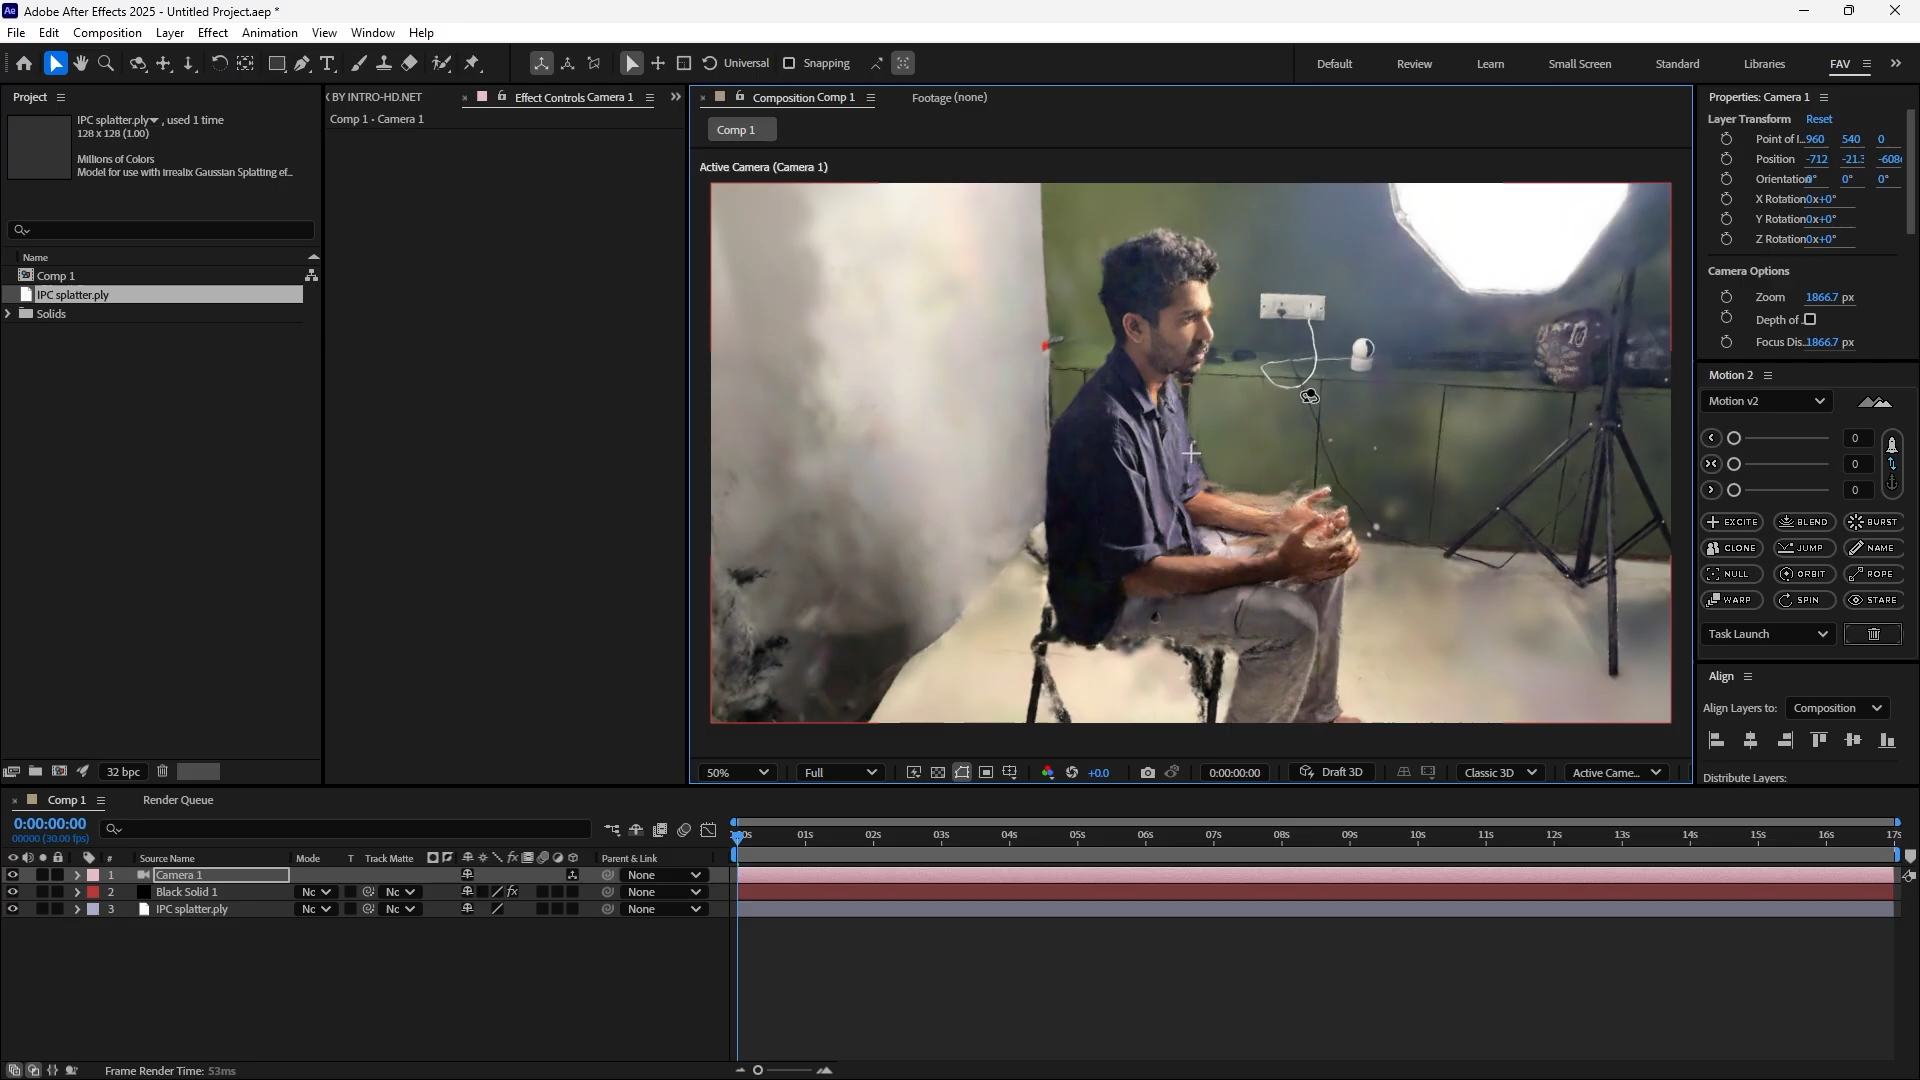 Adobe After Effects 2025 - Untitled Project.aep *
File Edit Composition Layer Effect Animation View Window Help
Universal Snapping Default Review Learn Small Screen Standard Libraries FAV
Project
IPC splatter.ply , used 1 time
128 x 128 (1.00)
Millions of Colors
Model for use with irrealix Gaussian Splatting ef...
Name
Comp 1
IPC splatter.ply
Solids
32 bpc
BY INTRO-HD.NET Effect Controls Camera 1
Comp 1 • Camera 1
Composition Comp 1 Footage (none)
Comp 1
Active Camera (Camera 1)
50% Full +0.0 0:00:00:00 Draft 3D Classic 3D Active Came...
Properties: Camera 1
Layer Transform Reset
Point of I... 960 540 0
Position -712 -21.3
Orientation 0° 0° 0°
X Rotation 0x+0°
Y Rotation 0x+0°
Z Rotation 0x+0°
Camera Options
Zoom 1866.7 px
Depth of
Focus Dis... 1866.7 px
Motion 2
Motion v2
0
0
0
EXCITE BLEND BURST
CLONE JUMP NAME
NULL ORBIT ROPE
WARP SPIN STARE
Task Launch
Align
Align Layers to: Composition
Distribute Layers:
Comp 1 Render Queue
0:00:00:00
00000 (30.00 fps)
01s 02s 03s 04s 05s 06s 07s 08s 09s 10s 11s 12s 13s 14s 15s 16s 17s
# Source Name Mode T Track Matte Parent & Link
1 Camera 1 None
2 Black Solid 1 Nc Nc None
3 IPC splatter.ply Nc Nc None
Frame Render Time: 53ms